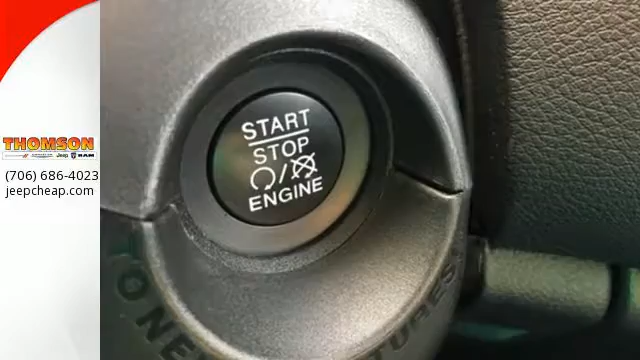 THOMSON
Jeep RAM
(706) 686-4023
jeepcheap.com
START
STOP
ENGINE